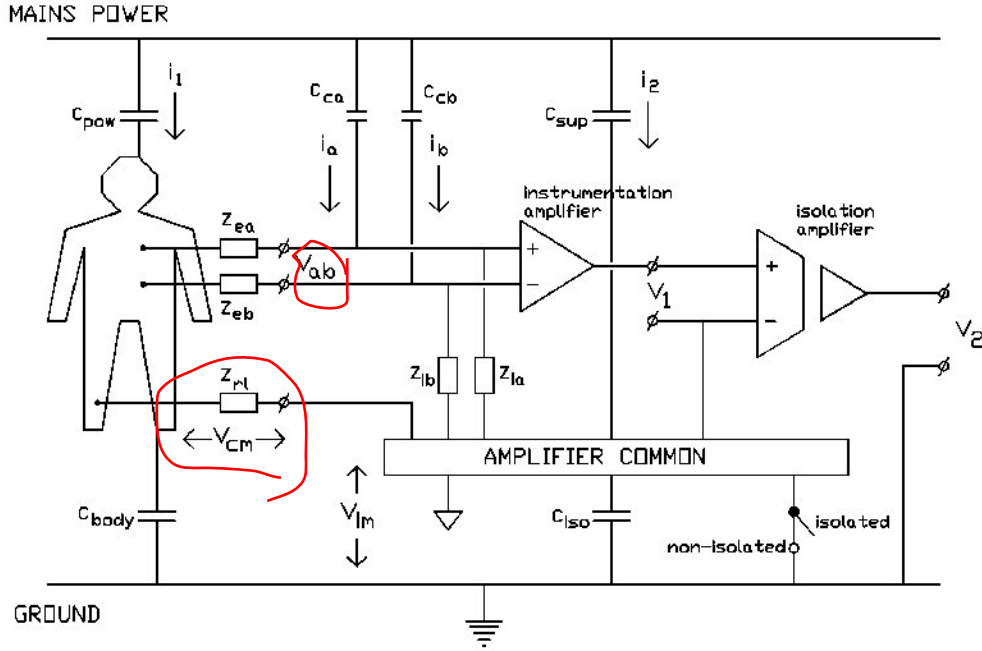 MAINS POWER
i1
Cca
Ccb
i2
Cpow
Csup
ia
ib
instrumentation
amplifier
isolation
amplifier
Zea
+
Vab
+
−
V1
−
Zeb
V2
Zrl
Zlb
Zla
Vcm
AMPLIFIER COMMON
Cbody
VIm
CIso
isolated
non-isolated
GROUND